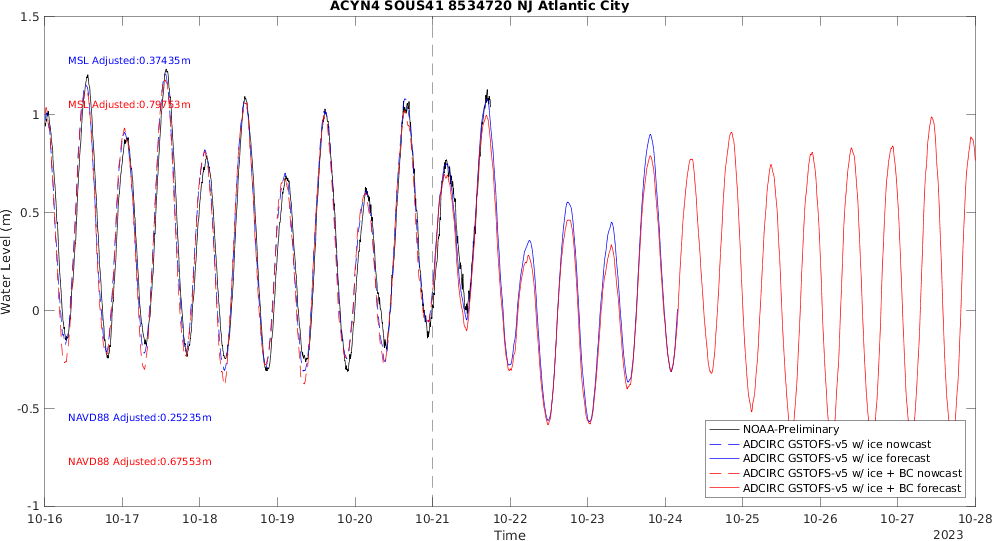 ACYN4 SOUS41 8534720 NJ Atlantic City
1.5
1
0.5
0
-0.5
-1
Water Level (m)
MSL Adjusted:0.37435m
MSL Adjusted:0.79753m
NAVD88 Adjusted:0.25235m
NAVD88 Adjusted:0.67553m
NOAA-Preliminary
ADCIRC GSTOFS-v5 w/ ice nowcast
ADCIRC GSTOFS-v5 w/ ice forecast
ADCIRC GSTOFS-v5 w/ ice + BC nowcast
ADCIRC GSTOFS-v5 w/ ice + BC forecast
10-16 10-17 10-18 10-19 10-20 10-21 10-22 10-23 10-24 10-25 10-26 10-27 10-28
Time
2023